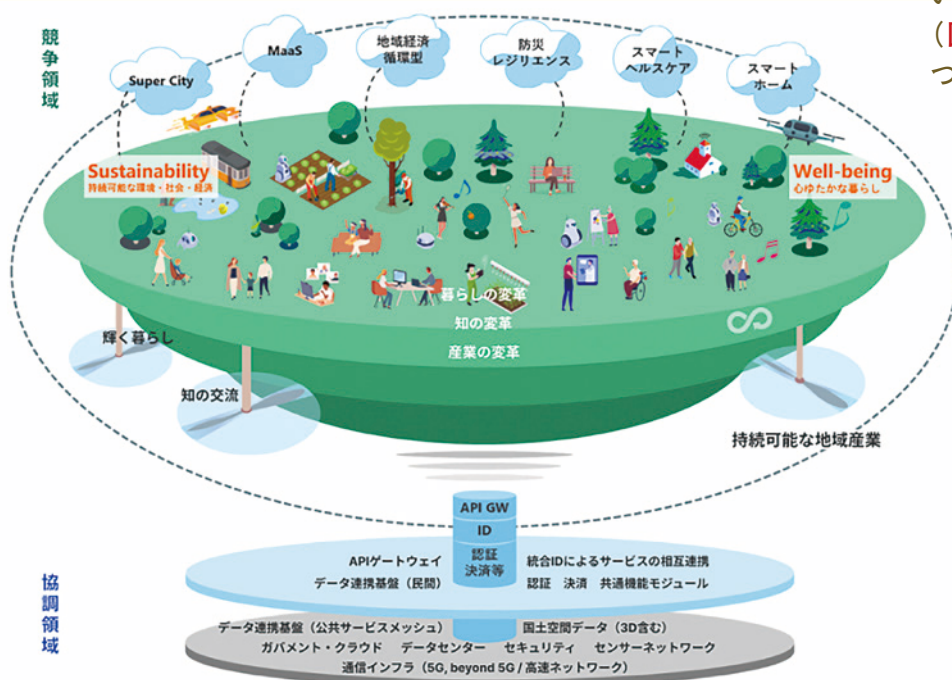 競争領域
Super City
MaaS
地域経済
循環型
防災
レジリエンス
スマート
ヘルスケア
スマート
ホーム
Sustainability
持続可能な環境・社会・経済
Well-being
心ゆたかな暮らし
暮らしの変革
知の変革
産業の変革
輝く暮らし
知の交流
持続可能な地域産業
API GW
ID
認証
決済等
協調領域
APIゲートウェイ
統合IDによるサービスの相互連携
データ連携基盤（民間）
認証 決済 共通機能モジュール
データ連携基盤（公共サービスメッシュ）
国土空間データ（3D含む）
ガバメント・クラウド データセンター セキュリティ センサーネットワーク
通信インフラ（5G, beyond 5G / 高速ネットワーク）